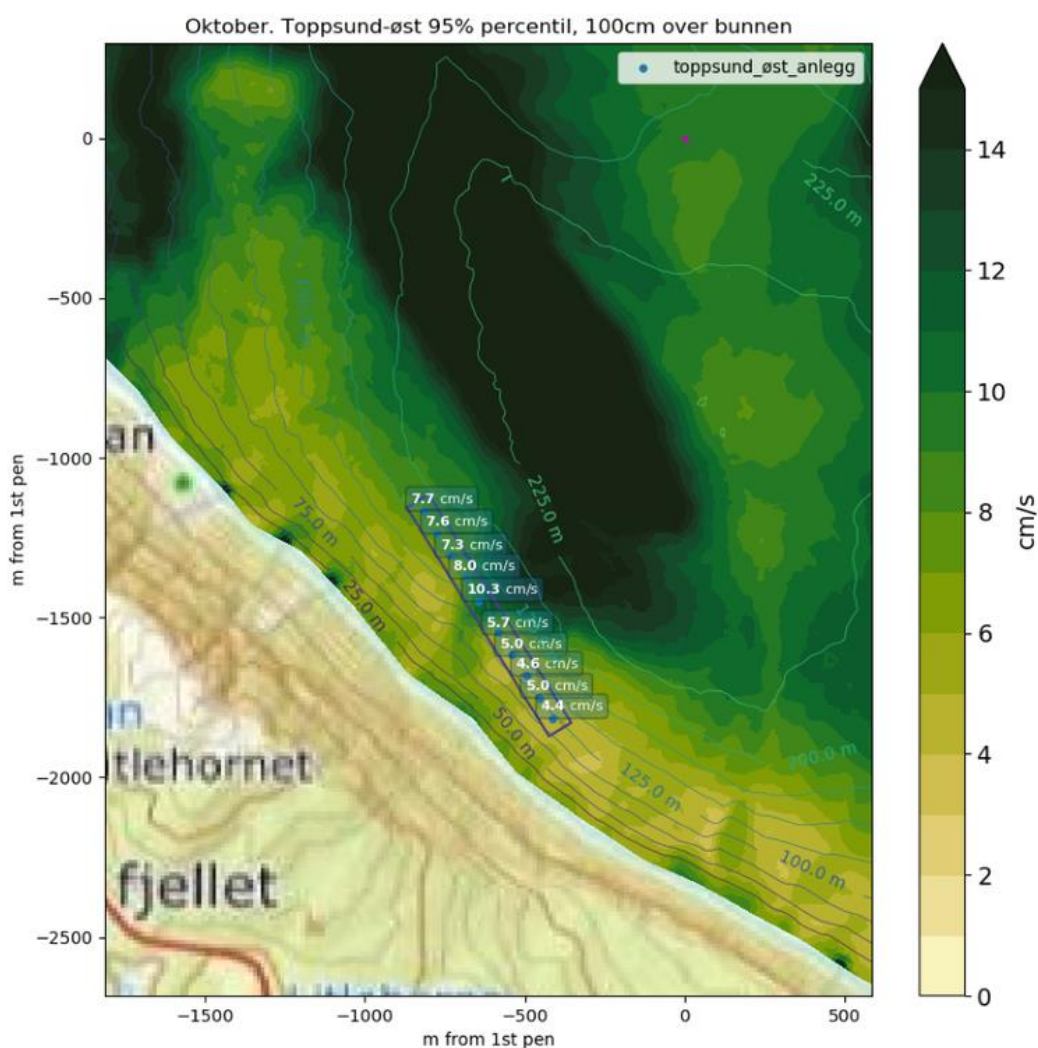 Oktober. Toppsund-øst 95% percentil, 100cm over bunnen
toppsund_øst_anlegg
0
−500
−1000
−1500
−2000
−2500
m from 1st pen
−1500
−1000
−500
0
500
m from 1st pen
225.0 m
225.0 m
75.0 m
25.0 m
50.0 m
125.0 m
200.0 m
100.0 m
7.7 cm/s
7.6 cm/s
7.3 cm/s
8.0 cm/s
10.3 cm/s
5.7 cm/s
5.0 cm/s
4.6 cm/s
5.0 cm/s
4.4 cm/s
an
an
tlehornet
fjellet
14
12
10
8
6
4
2
0
cm/s